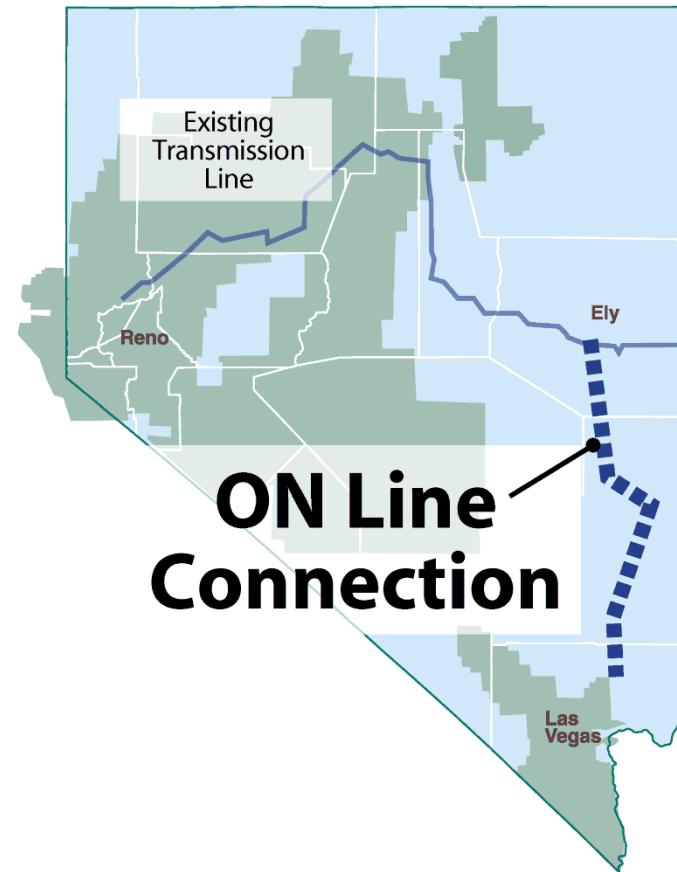 Existing
Transmission
Line
Ely
Reno
ON Line
Connection
Las
Vegas